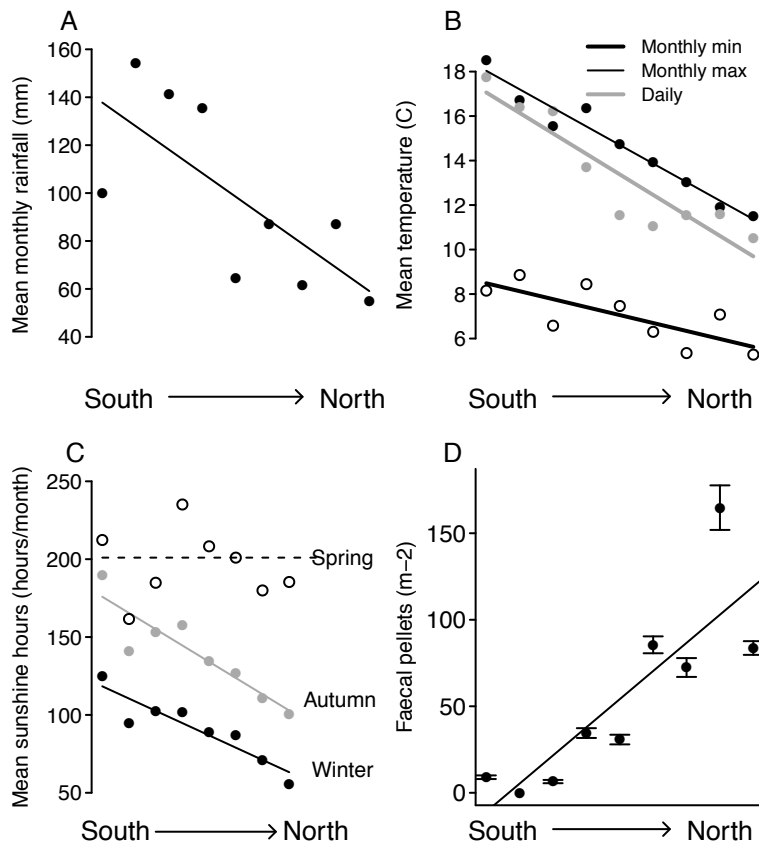 A
Mean monthly rainfall (mm)
160
140
120
100
80
60
40
South
North
B
Monthly min
Monthly max
Daily
Mean temperature (C)
18
16
14
12
10
8
6
South
North
C
Mean sunshine hours (hours/month)
250
200
150
100
50
Spring
Autumn
Winter
South
North
D
Faecal pellets (m−2)
150
100
50
0
South
North